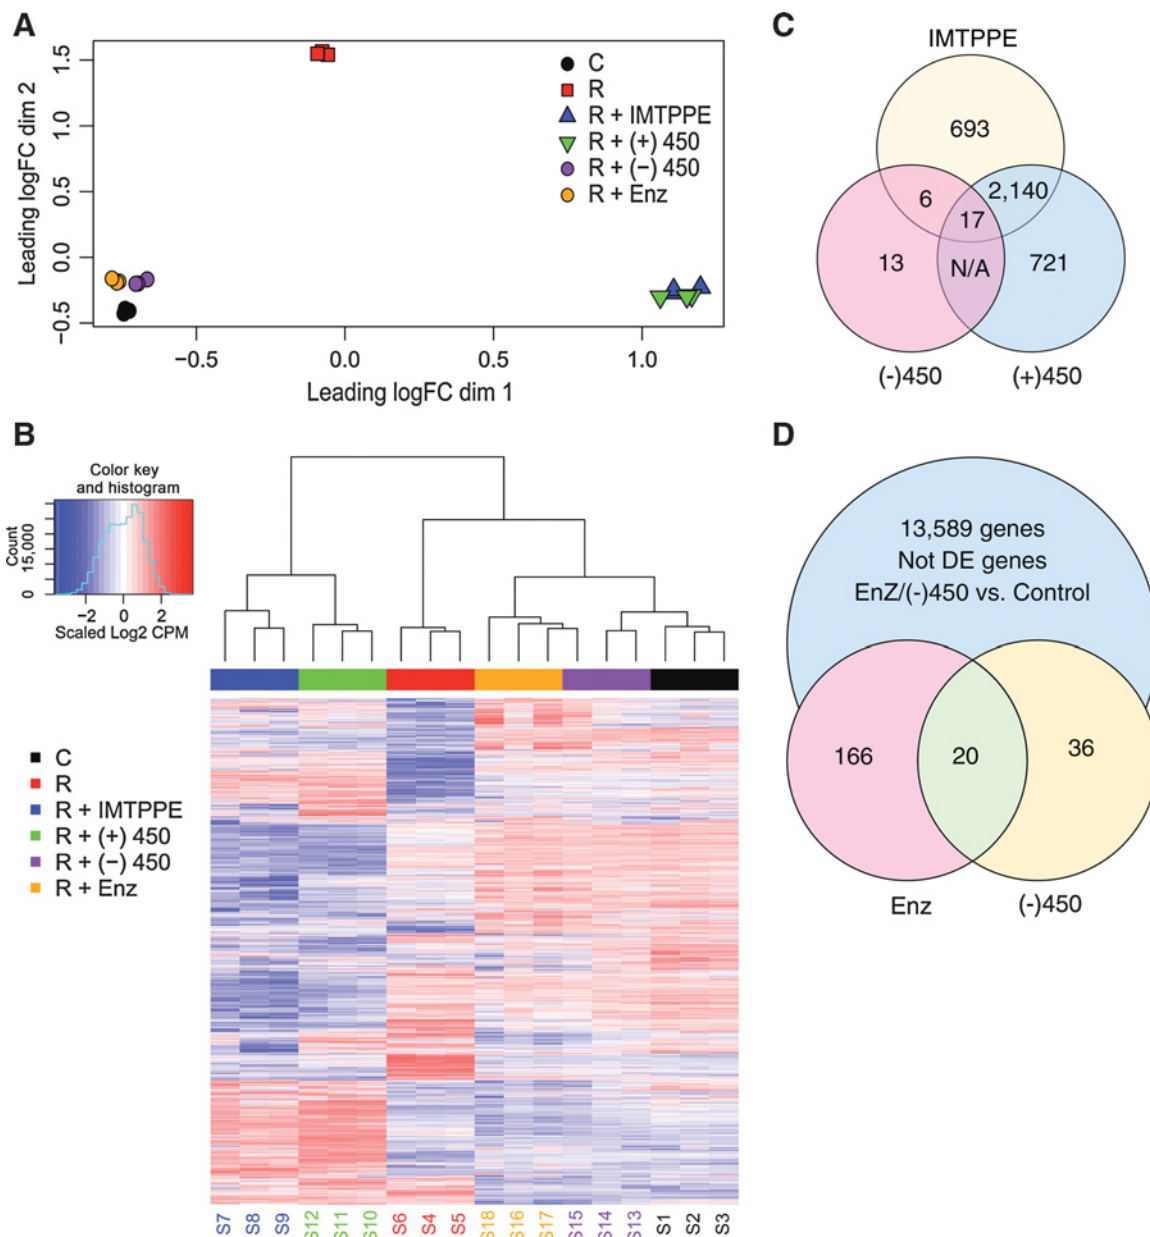 A
1.5
1.0
0.5
0.0
−0.5
Leading logFC dim 2
−0.5
0.0
0.5
1.0
Leading logFC dim 1
C
R
R + IMTPPE
R + (+) 450
R + (−) 450
R + Enz
C
IMTPPE
693
6
2,140
17
13
N/A
721
(-)450
(+)450
B
Color key
and histogram
Count
0
15,000
−2
0
2
Scaled Log2 CPM
C
R
R + IMTPPE
R + (+) 450
R + (−) 450
R + Enz
S7
S8
S9
S12
S11
S10
S6
S4
S5
S18
S16
S17
S15
S14
S13
S1
S2
S3
D
13,589 genes
Not DE genes
EnZ/(-)450 vs. Control
166
20
36
Enz
(-)450